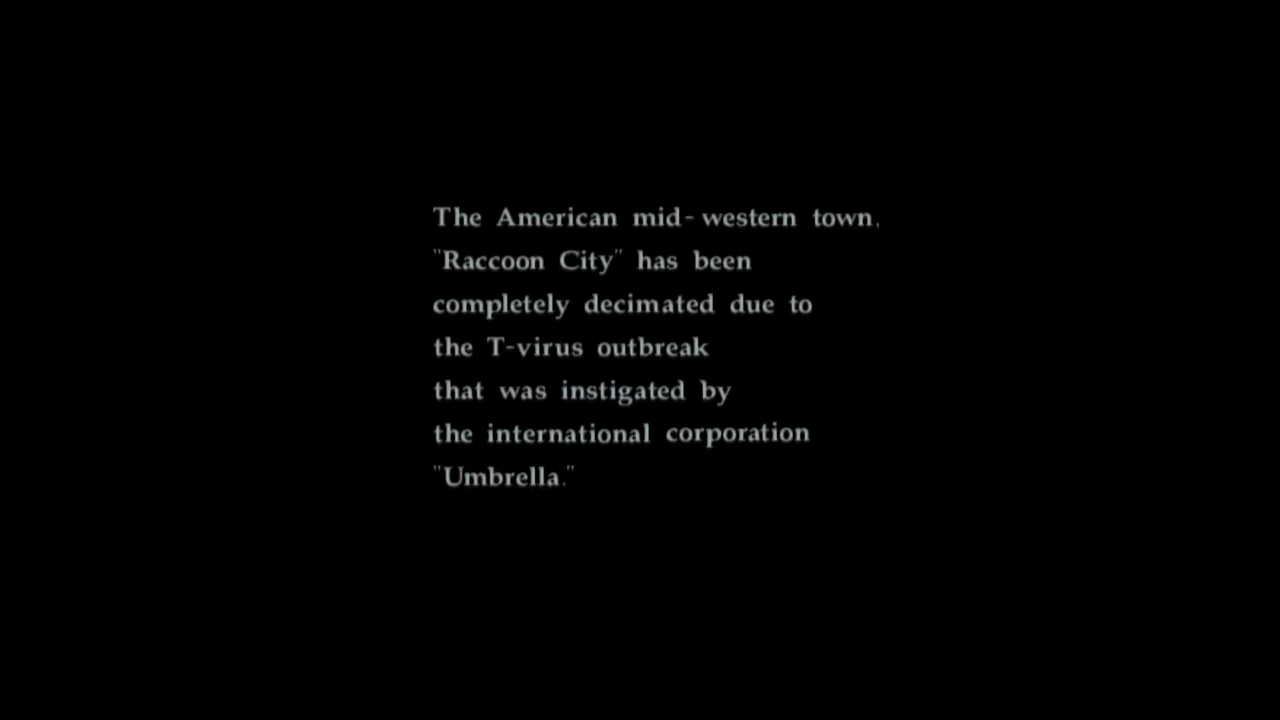 The American mid-western town,
"Raccoon City" has been
completely decimated due to
the T-virus outbreak
that was instigated by
the international corporation
"Umbrella."